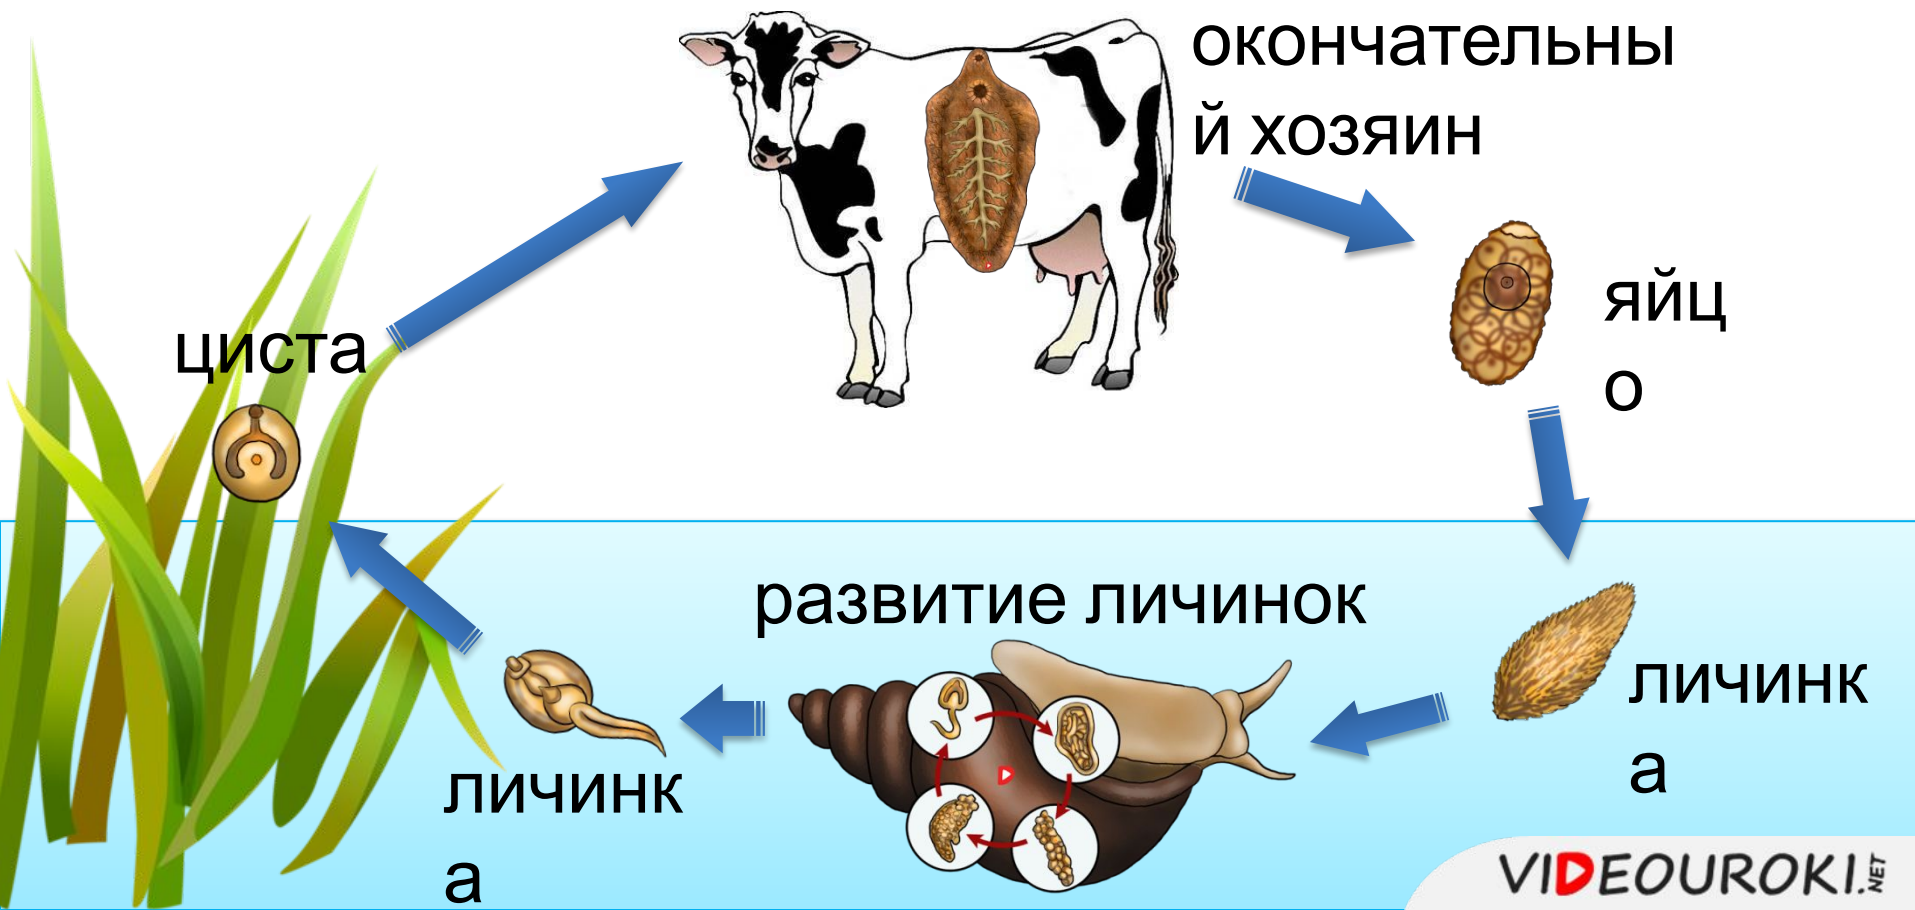 окончательны
й хозяин
яйц
о
циста
развитие личинок
личинк
а
личинк
а
VIDEOUROKI.NET